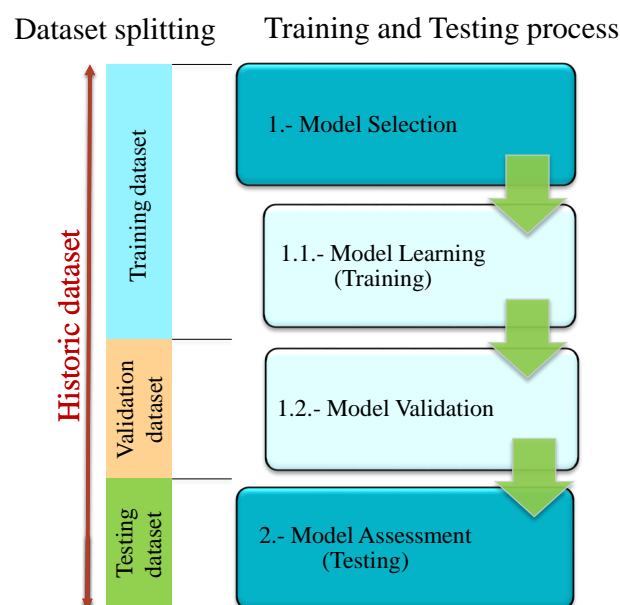 Dataset splitting
Training and Testing process
Historic dataset
Training dataset
Validation
dataset
Testing
dataset
1.- Model Selection
1.1.- Model Learning
(Training)
1.2.- Model Validation
2.- Model Assessment
(Testing)